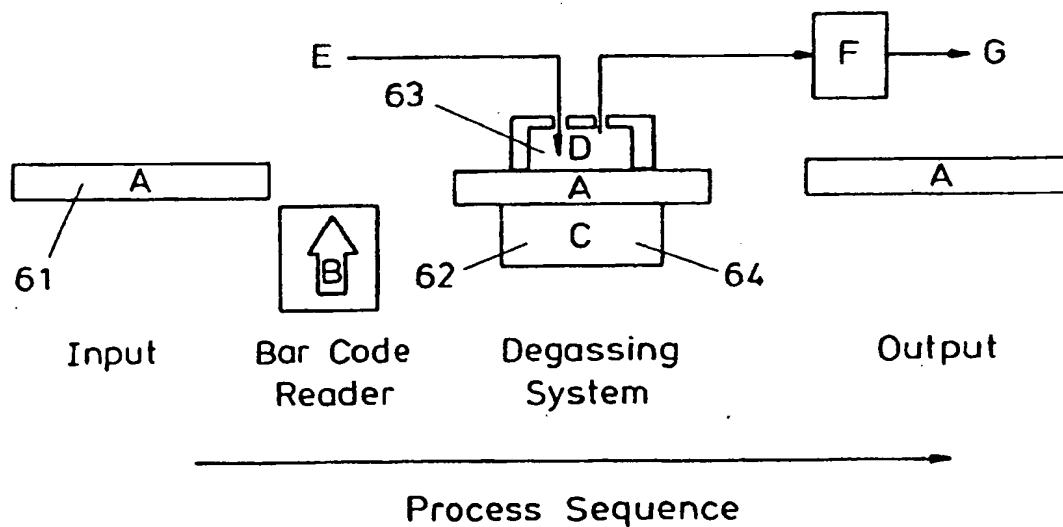 E
F
G
63
D
A
A
A
61
B
62
C
64
Input
Bar Code
Reader
Degassing
System
Output
Process Sequence